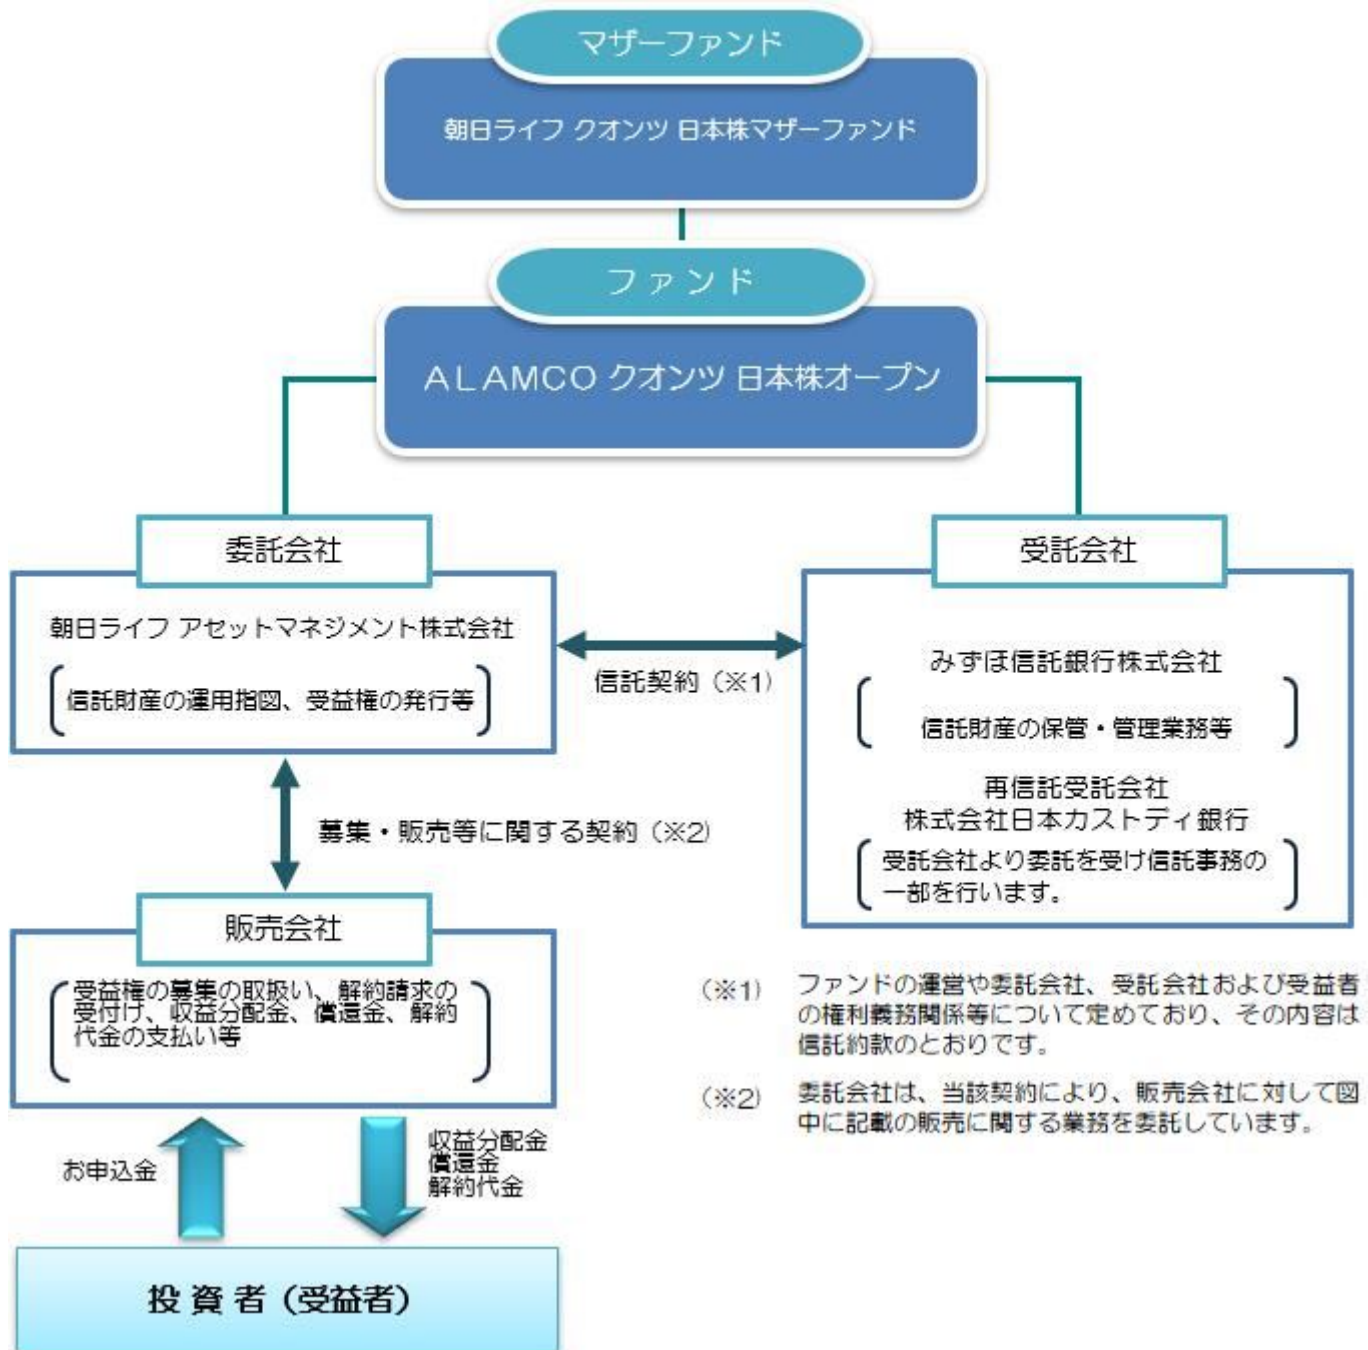 マザーファンド
朝日ライフ クオンツ 日本株マザーファンド
ファンド
ALAMCO クオンツ 日本株オープン
委託会社
朝日ライフ アセットマネジメント株式会社
信託財産の運用指図、受益権の発行等
信託契約（※1）
受託会社
みずほ信託銀行株式会社
信託財産の保管・管理業務等
再信託受託会社
株式会社日本カストディ銀行
受託会社より委託を受け信託事務の
一部を行います。
募集・販売等に関する契約（※2）
販売会社
受益権の募集の取扱い、解約請求の
受付け、収益分配金、償還金、解約
代金の支払い等
（※1） ファンドの運営や委託会社、受託会社および受益者
の権利義務関係等について定めており、その内容は
信託約款のとおりです。
（※2） 委託会社は、当該契約により、販売会社に対して図
中に記載の販売に関する業務を委託しています。
お申込金
収益分配金
償還金
解約代金
投資者（受益者）